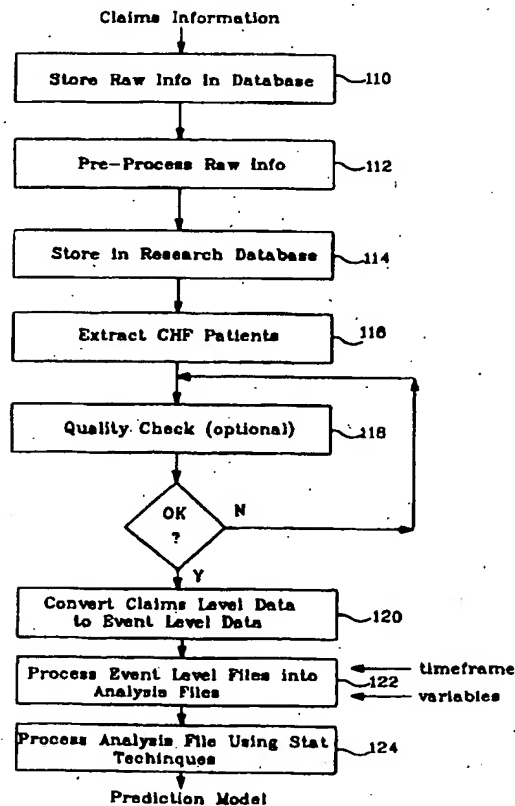 Claims Information
Store Raw Info in Database
110
Pre-Process Raw Info
112
Store in Research Database
114
Extract CHF Patients
116
Quality Check (optional)
118
OK
?
N
Y
Convert Claims Level Data
to Event Level Data
120
Process Event Level Files into
Analysis Files
122
timeframe
variables
Process Analysis File Using Stat
Techinques
124
Prediction Model